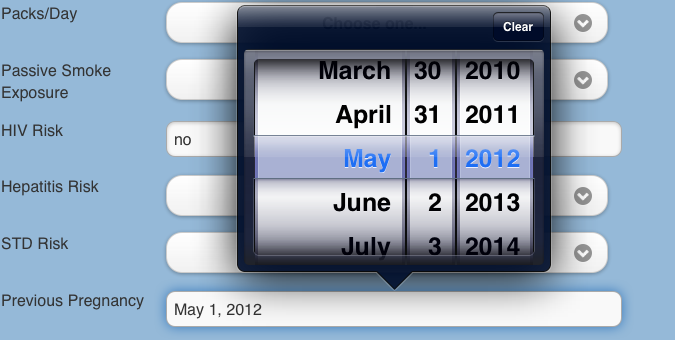 Packs/Day
Choose one...
Clear
Passive Smoke
Exposure
March 30 2010
April 31 2011
May 1 2012
June 2 2013
July 3 2014
HIV Risk
no
Hepatitis Risk
STD Risk
Previous Pregnancy
May 1, 2012